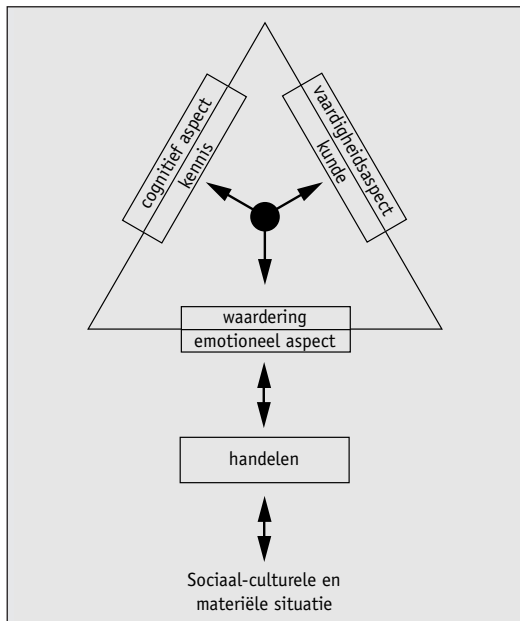 cognitief aspect
kennis
vaardigheidsaspect
kunde
waardering
emotioneel aspect
handelen
Sociaal-culturele en
materiële situatie